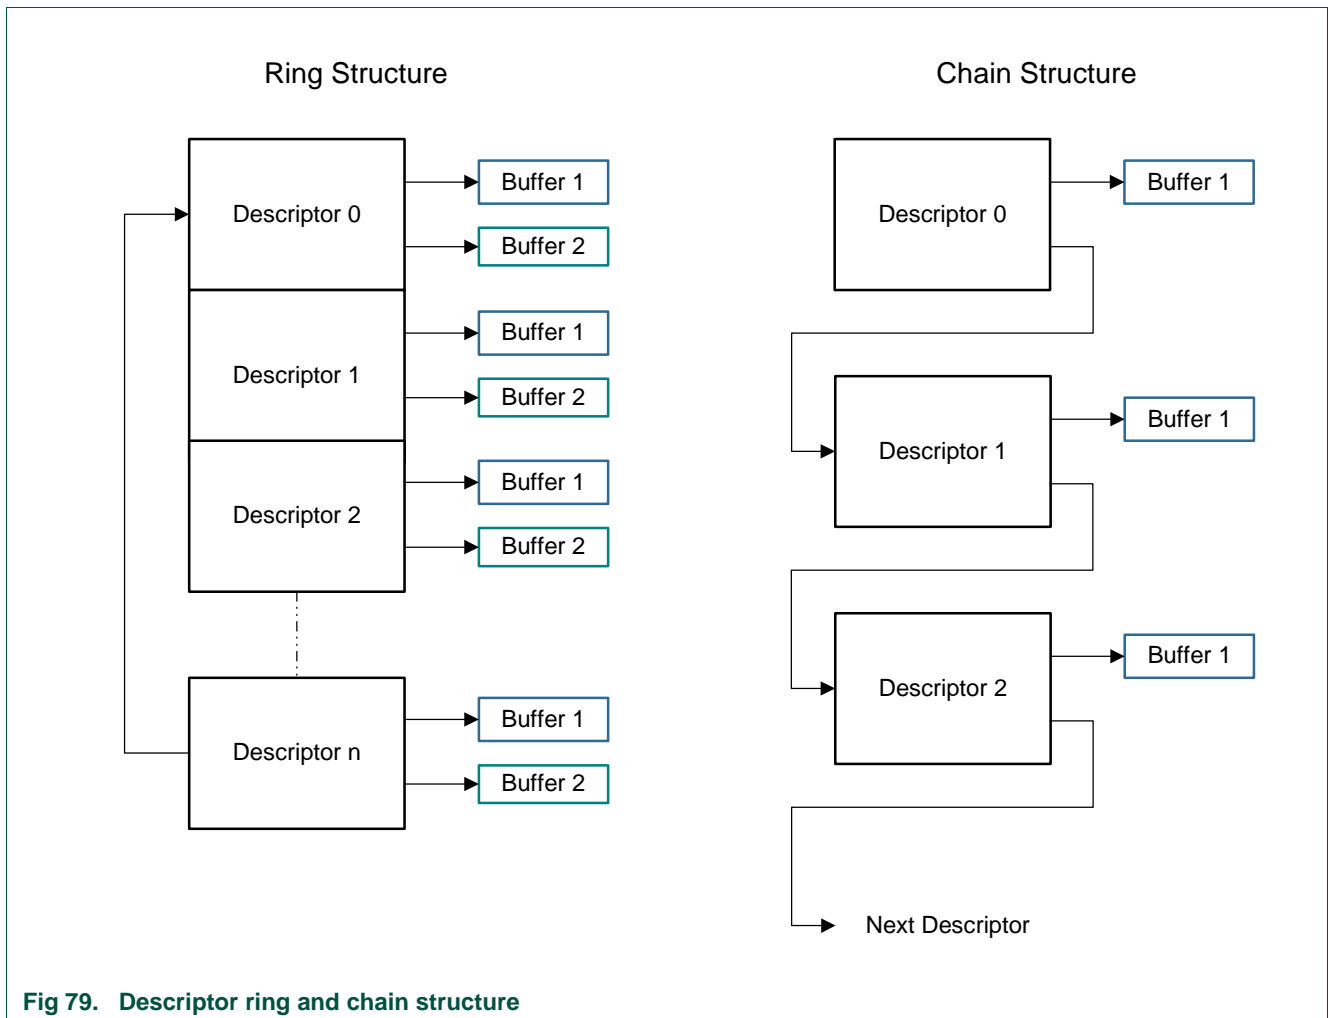 Ring Structure
Descriptor 0
Buffer 1
Buffer 2
Descriptor 1
Buffer 1
Buffer 2
Descriptor 2
Buffer 1
Buffer 2
Descriptor n
Buffer 1
Buffer 2
Chain Structure
Descriptor 0
Buffer 1
Descriptor 1
Buffer 1
Descriptor 2
Buffer 1
Next Descriptor
Fig 79. Descriptor ring and chain structure